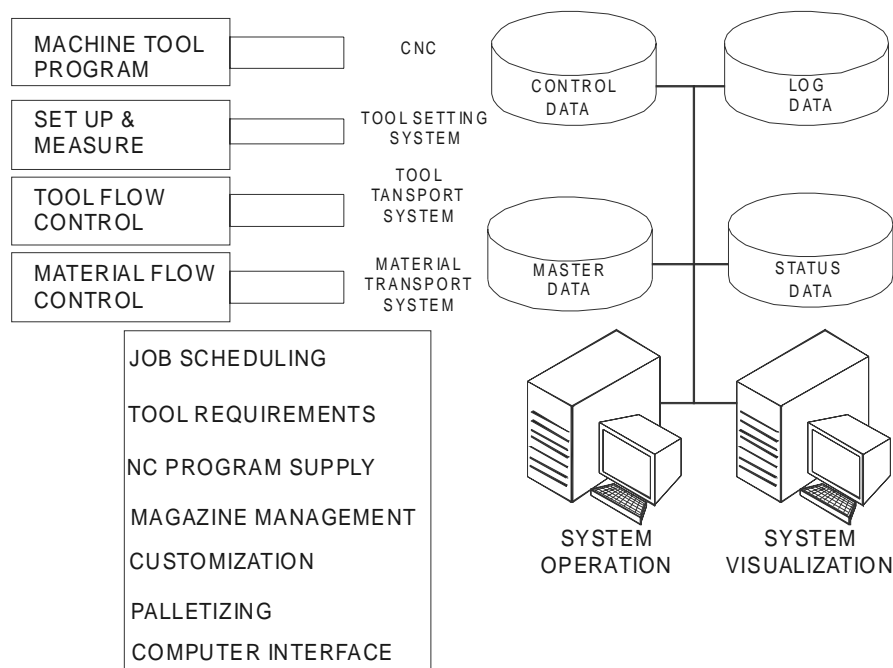 MACHINE TOOL
PROGRAM
CNC
SET UP &
MEASURE
TOOL SETTING
SYSTEM
TOOL FLOW
CONTROL
TOOL
TANSPORT
SYSTEM
MATERIAL FLOW
CONTROL
MATERIAL
TRANSPORT
SYSTEM
CONTROL
DATA
LOG
DATA
MASTER
DATA
STATUS
DATA
JOB SCHEDULING
TOOL REQUIREMENTS
NC PROGRAM SUPPLY
MAGAZINE MANAGEMENT
CUSTOMIZATION
PALLETIZING
COMPUTER INTERFACE
SYSTEM
OPERATION
SYSTEM
VISUALIZATION